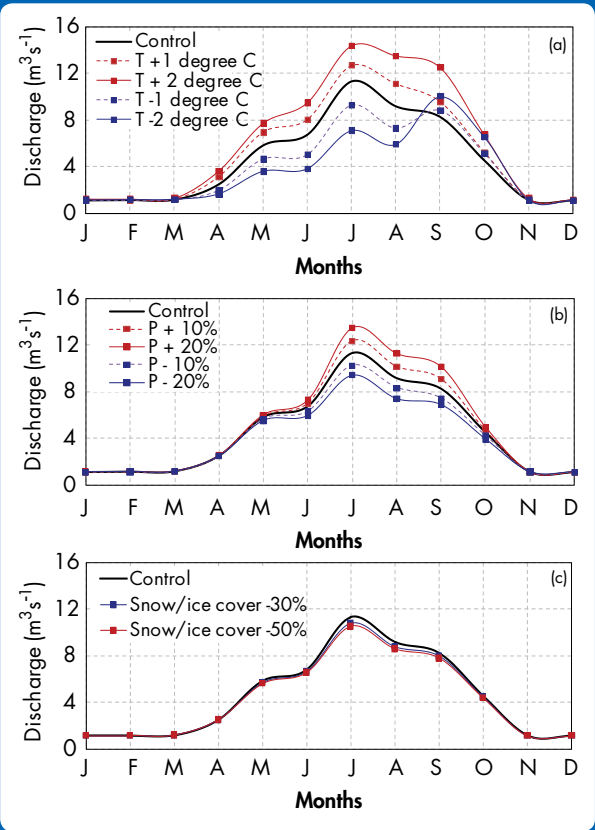 16
12
8
4
0
Discharge (m³s⁻¹)
Control
T +1 degree C
T + 2 degree C
T -1 degree C
T -2 degree C
(a)
J F M A M J J A S O N D
Months
16
12
8
4
0
Discharge (m³s⁻¹)
Control
P + 10%
P + 20%
P - 10%
P - 20%
(b)
J F M A M J J A S O N D
Months
16
12
8
4
0
Discharge (m³s⁻¹)
Control
Snow/ice cover -30%
Snow/ice cover -50%
(c)
J F M A M J J A S O N D
Months